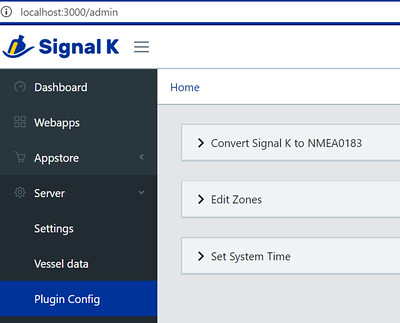 localhost:3000/admin
Signal K
Dashboard
Webapps
Appstore
Server
Settings
Vessel data
Plugin Config
Home
Convert Signal K to NMEA0183
Edit Zones
Set System Time